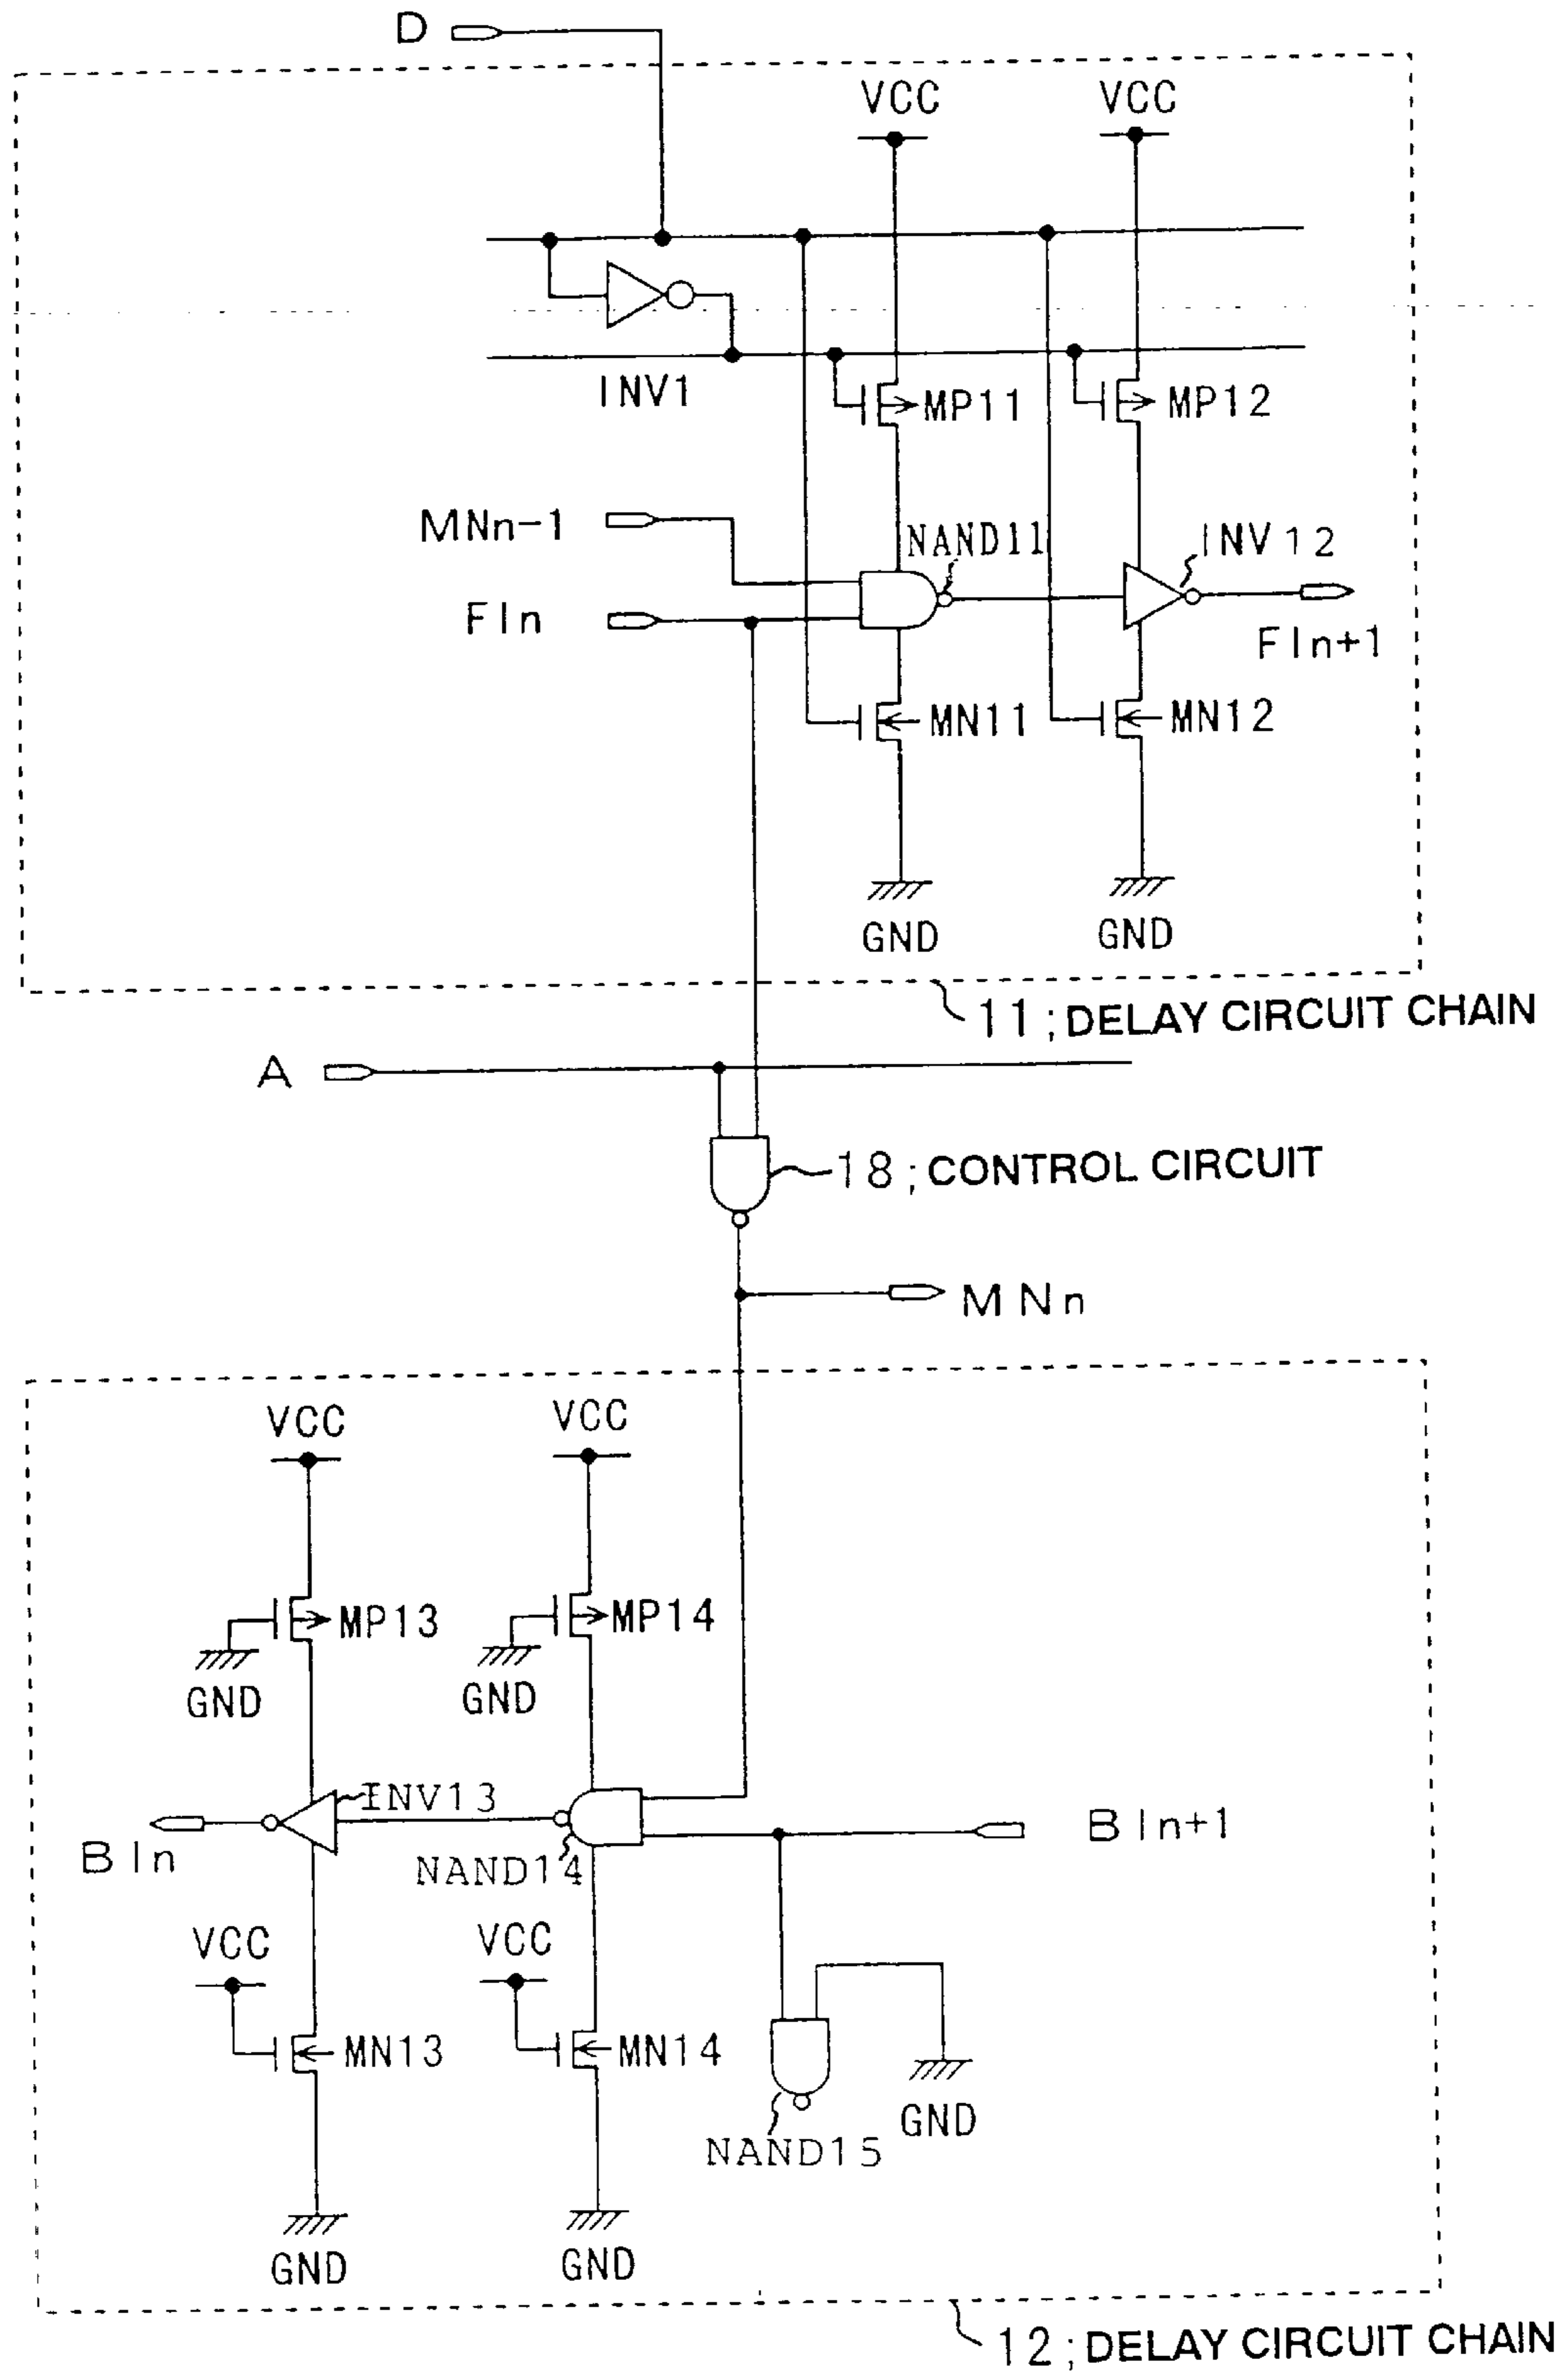 D
VCC VCC
INV1
MP11 MP12
MNn-1
NAND11 INV12
FIn
FIn+1
MN11 MN12
GND GND
11 ; DELAY CIRCUIT CHAIN
A
18 ; CONTROL CIRCUIT
MNn
VCC VCC
MP13 MP14
GND GND
INV13
BIn+1
BIn
NAND14
VCC VCC
MN13 MN14
GND
NAND15
GND GND
12 ; DELAY CIRCUIT CHAIN